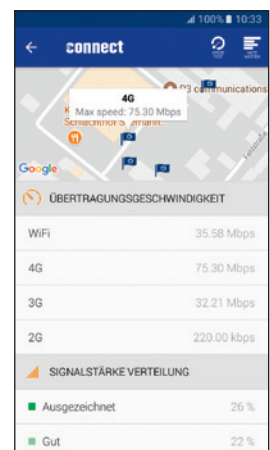 100% 10:33
connect
D3 communications
4G
Max speed: 75.30 Mbps
Google
ÜBERTRAGUNGSGESCHWINDIGKEIT
WiFi 35.58 Mbps
4G 75.30 Mbps
3G 32.21 Mbps
2G 220.00 kbps
SIGNALSTÄRKE VERTEILUNG
Ausgezeichnet 26 %
Gut 22 %